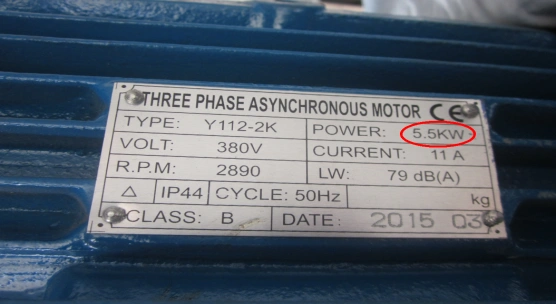 THREE PHASE ASYNCHRONOUS MOTOR CE
TYPE: Y112-2K POWER: 5.5KW
VOLT: 380V CURRENT: 11 A
R.P.M: 2890 LW: 79 dB(A)
△ IP44 CYCLE: 50Hz kg
CLASS: B DATE: 2015 03